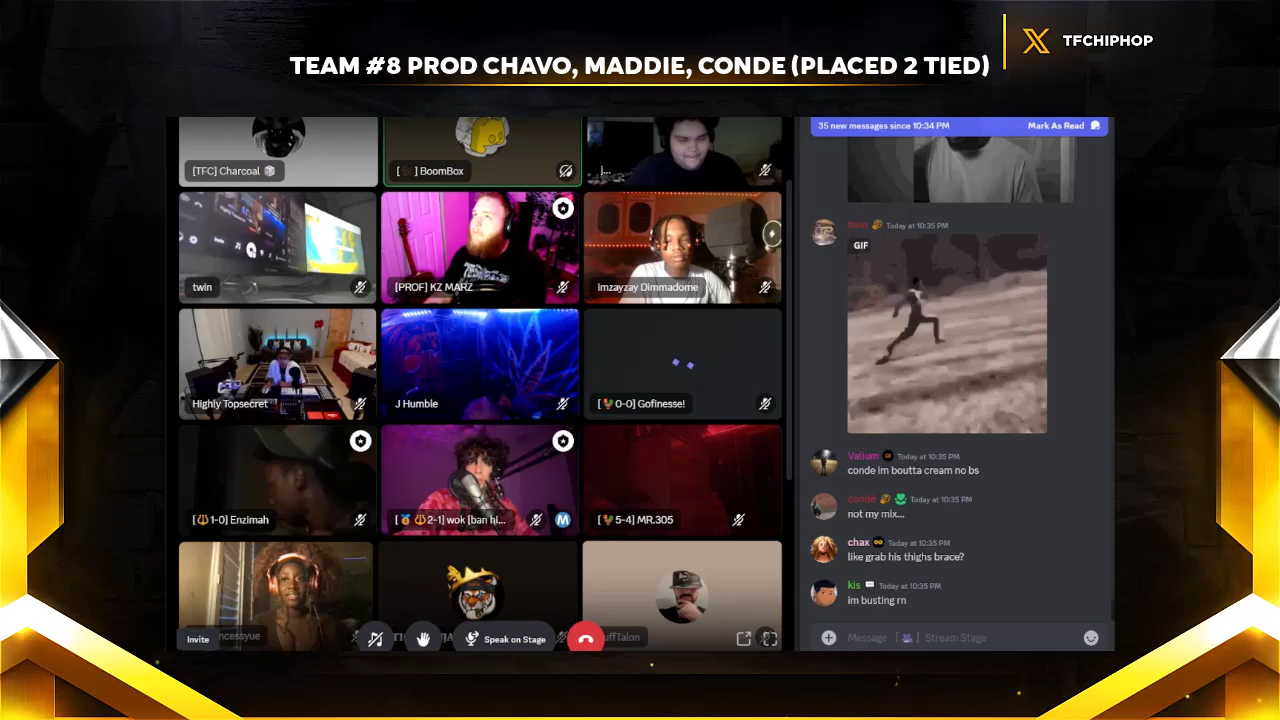 TFCHIPHOP
TEAM #8 PROD CHAVO, MADDIE, CONDE (PLACED 2 TIED)
35 new messages since 10:34 PM Mark As Read
[TFC] Charcoal
BoomBox
twin
[PROF] KZ MARZ
imzayzay Dimmadome
Highly Topsecret
J Humble
0-0] Gofinesse!
1-0] Enzimah
2-1] wok [ban hi...
M
5-4] MR.305
ncessyue
uffTalon
Invite
Speak on Stage
twin Today at 10:35 PM
GIF
Valium Today at 10:35 PM
conde im boutta cream no bs
condé Today at 10:35 PM
not my mix...
chax Today at 10:35 PM
like grab his thighs brace?
kis Today at 10:35 PM
im busting rn
Message [ ] Stream Stage